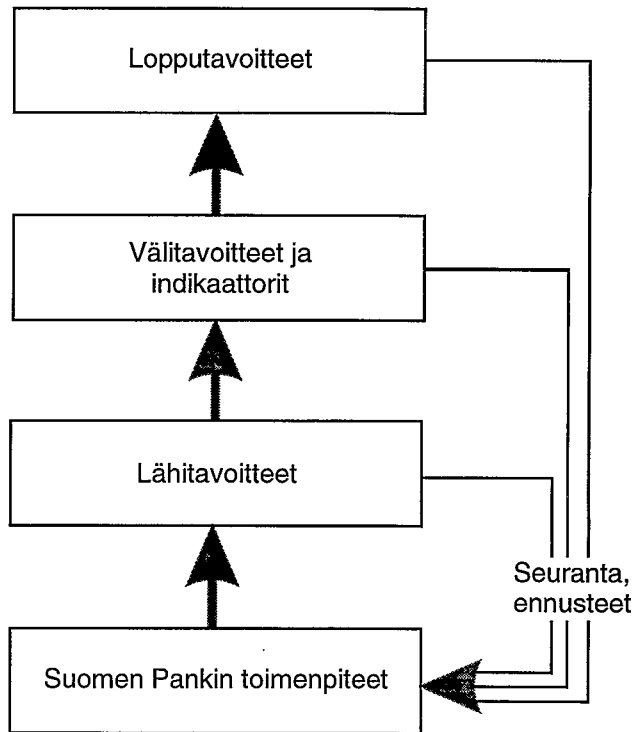 Lopputavoitteet
Välitavoitteet ja
indikaattorit
Lähitavoitteet
Seuranta,
ennusteet
Suomen Pankin toimenpiteet